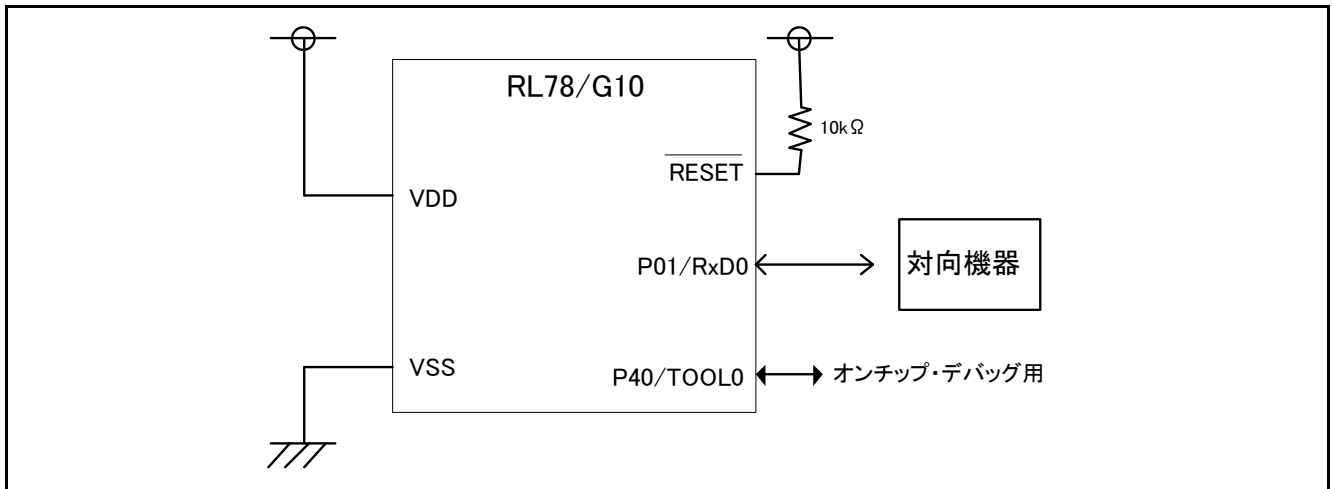 RL78/G10
10kΩ
RESET
VDD
P01/RxD0
対向機器
VSS
P40/TOOL0
オンチップ・デバッグ用